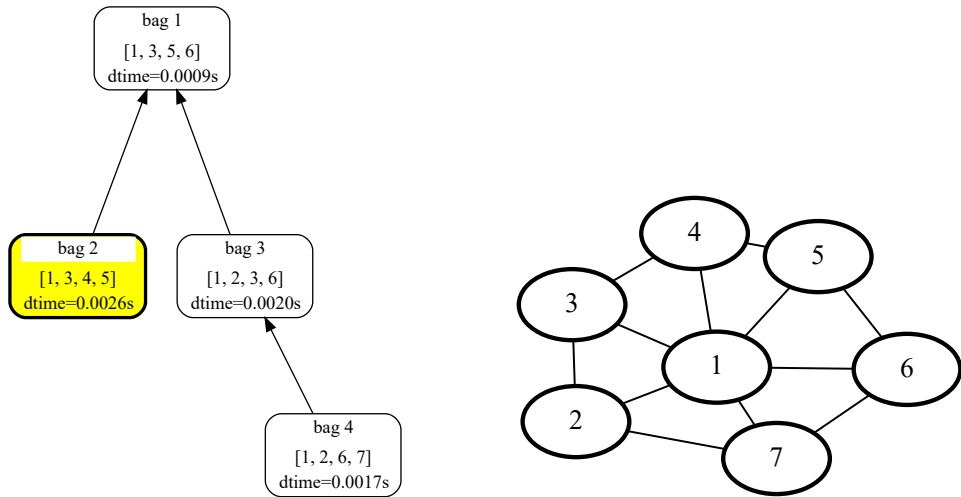 bag 1
[1, 3, 5, 6]
dtime=0.0009s
bag 2
[1, 3, 4, 5]
dtime=0.0026s
bag 3
[1, 2, 3, 6]
dtime=0.0020s
bag 4
[1, 2, 6, 7]
dtime=0.0017s
4
5
3
1
6
2
7